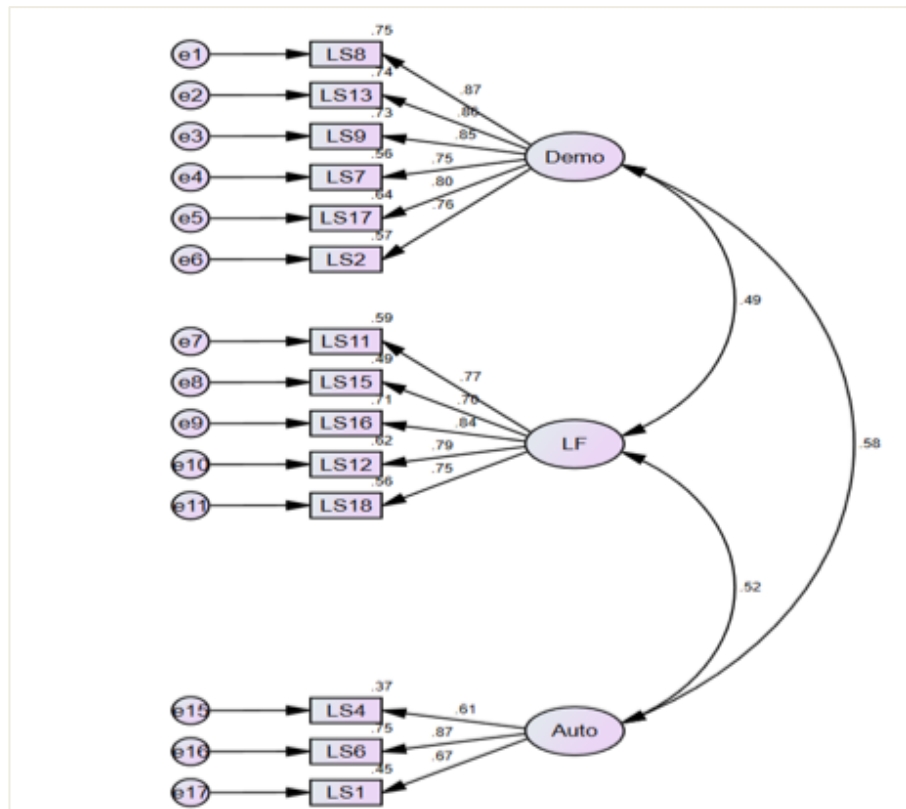 .75
e1 LS8
.87
.74
e2 LS13
.86
.73
e3 LS9
.85
Demo
.56
e4 LS7
.75
.80
.64
e5 LS17
.76
.57
e6 LS2
.49
.59
e7 LS11
.77
.49
e8 LS15
.70
.71
e9 LS16
.84
LF
.58
.62
e10 LS12
.79
.75
.56
e11 LS18
.52
.37
e15 LS4
.61
.75
Auto
e16 LS6
.87
.67
.45
e17 LS1